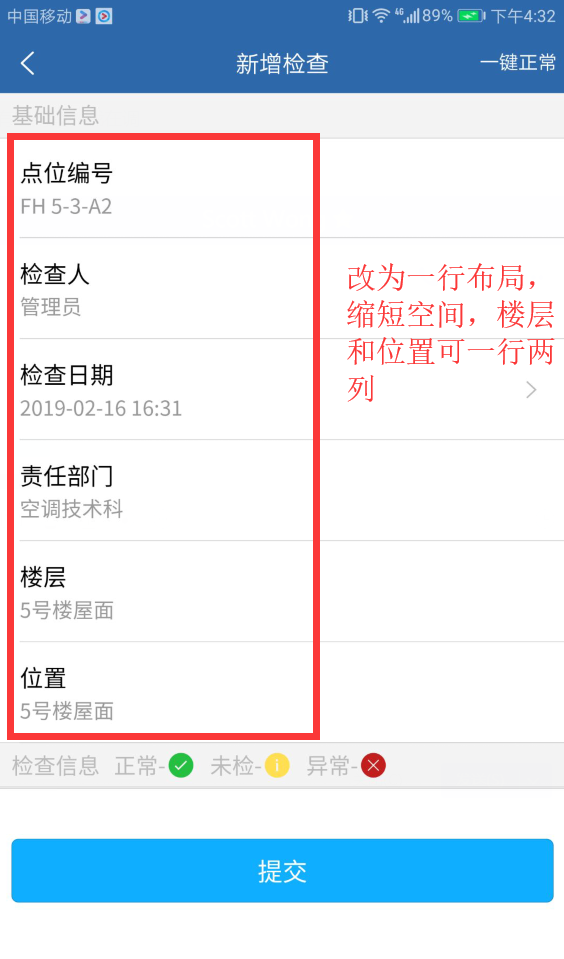 中国移动 4G 89% 下午4:32
新增检查 一键正常
基础信息
点位编号
FH 5-3-A2
检查人
管理员
检查日期
2019-02-16 16:31
责任部门
空调技术科
楼层
5号楼屋面
位置
5号楼屋面
改为一行布局，
缩短空间，楼层
和位置可一行两
列
检查信息 正常- 未检- 异常-
提交